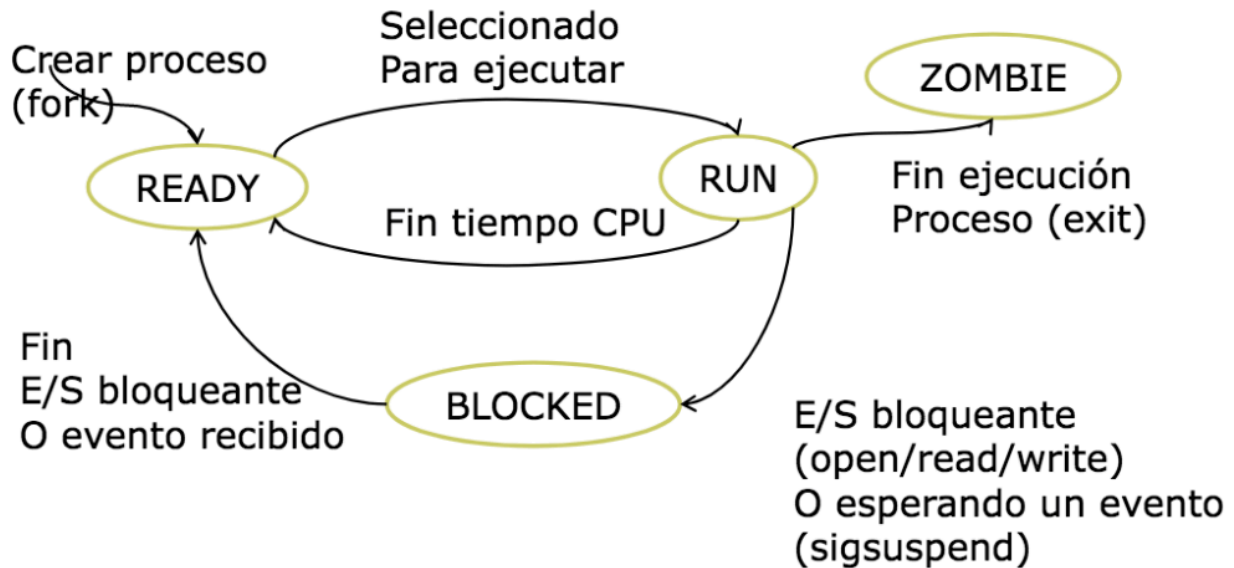 Crear proceso
(fork)
Seleccionado
Para ejecutar
ZOMBIE
READY
RUN
Fin ejecución
Proceso (exit)
Fin tiempo CPU
Fin
E/S bloqueante
O evento recibido
BLOCKED
E/S bloqueante
(open/read/write)
O esperando un evento
(sigsuspend)